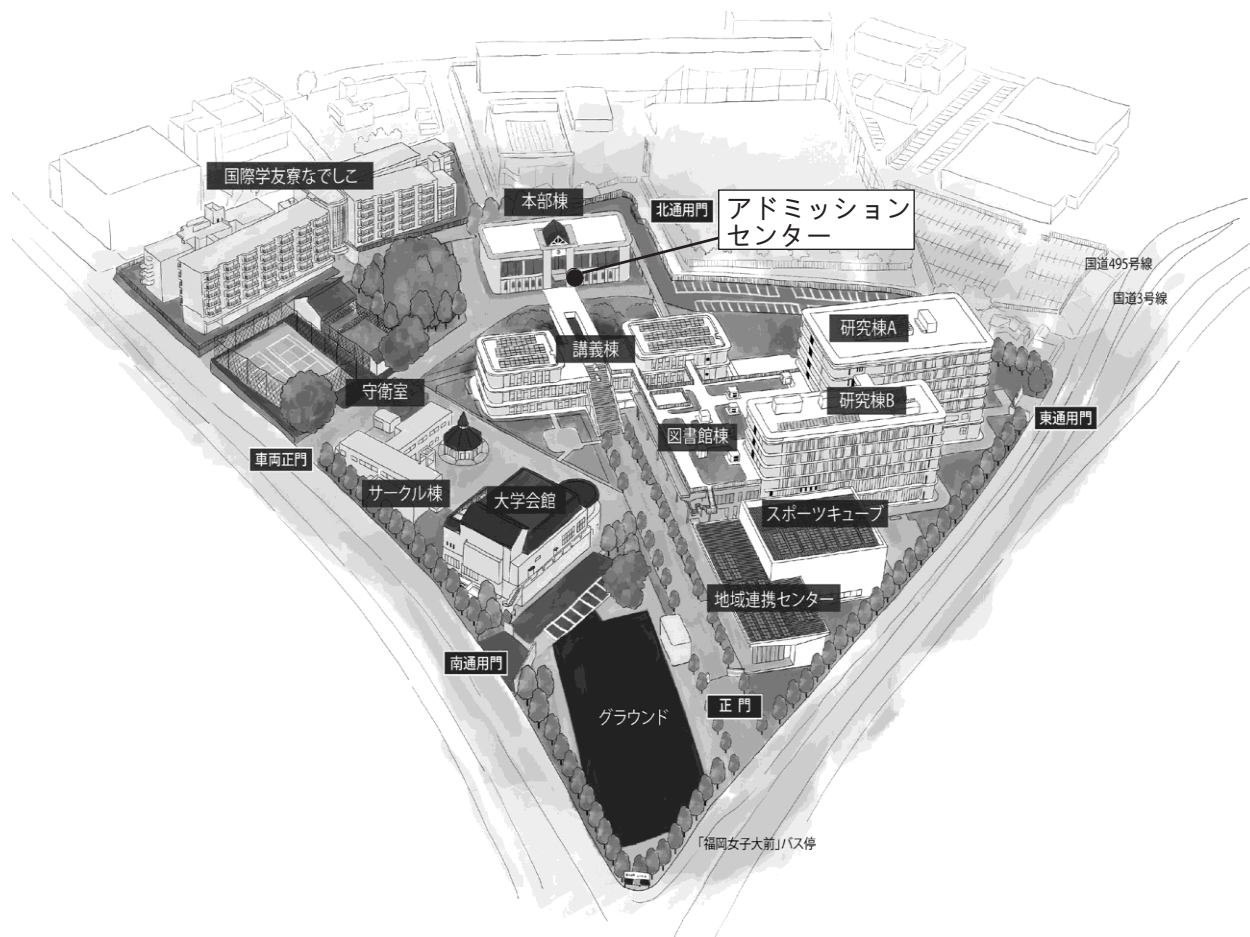 国際学友寮なでしこ
本部棟
北通用門
アドミッション
センター
国道495号線
国道3号線
研究棟A
講義棟
守衛室
研究棟B
東通用門
図書館棟
車両正門
サークル棟
大学会館
スポーツキューブ
地域連携センター
南通用門
正門
グラウンド
「福岡女子大前」バス停